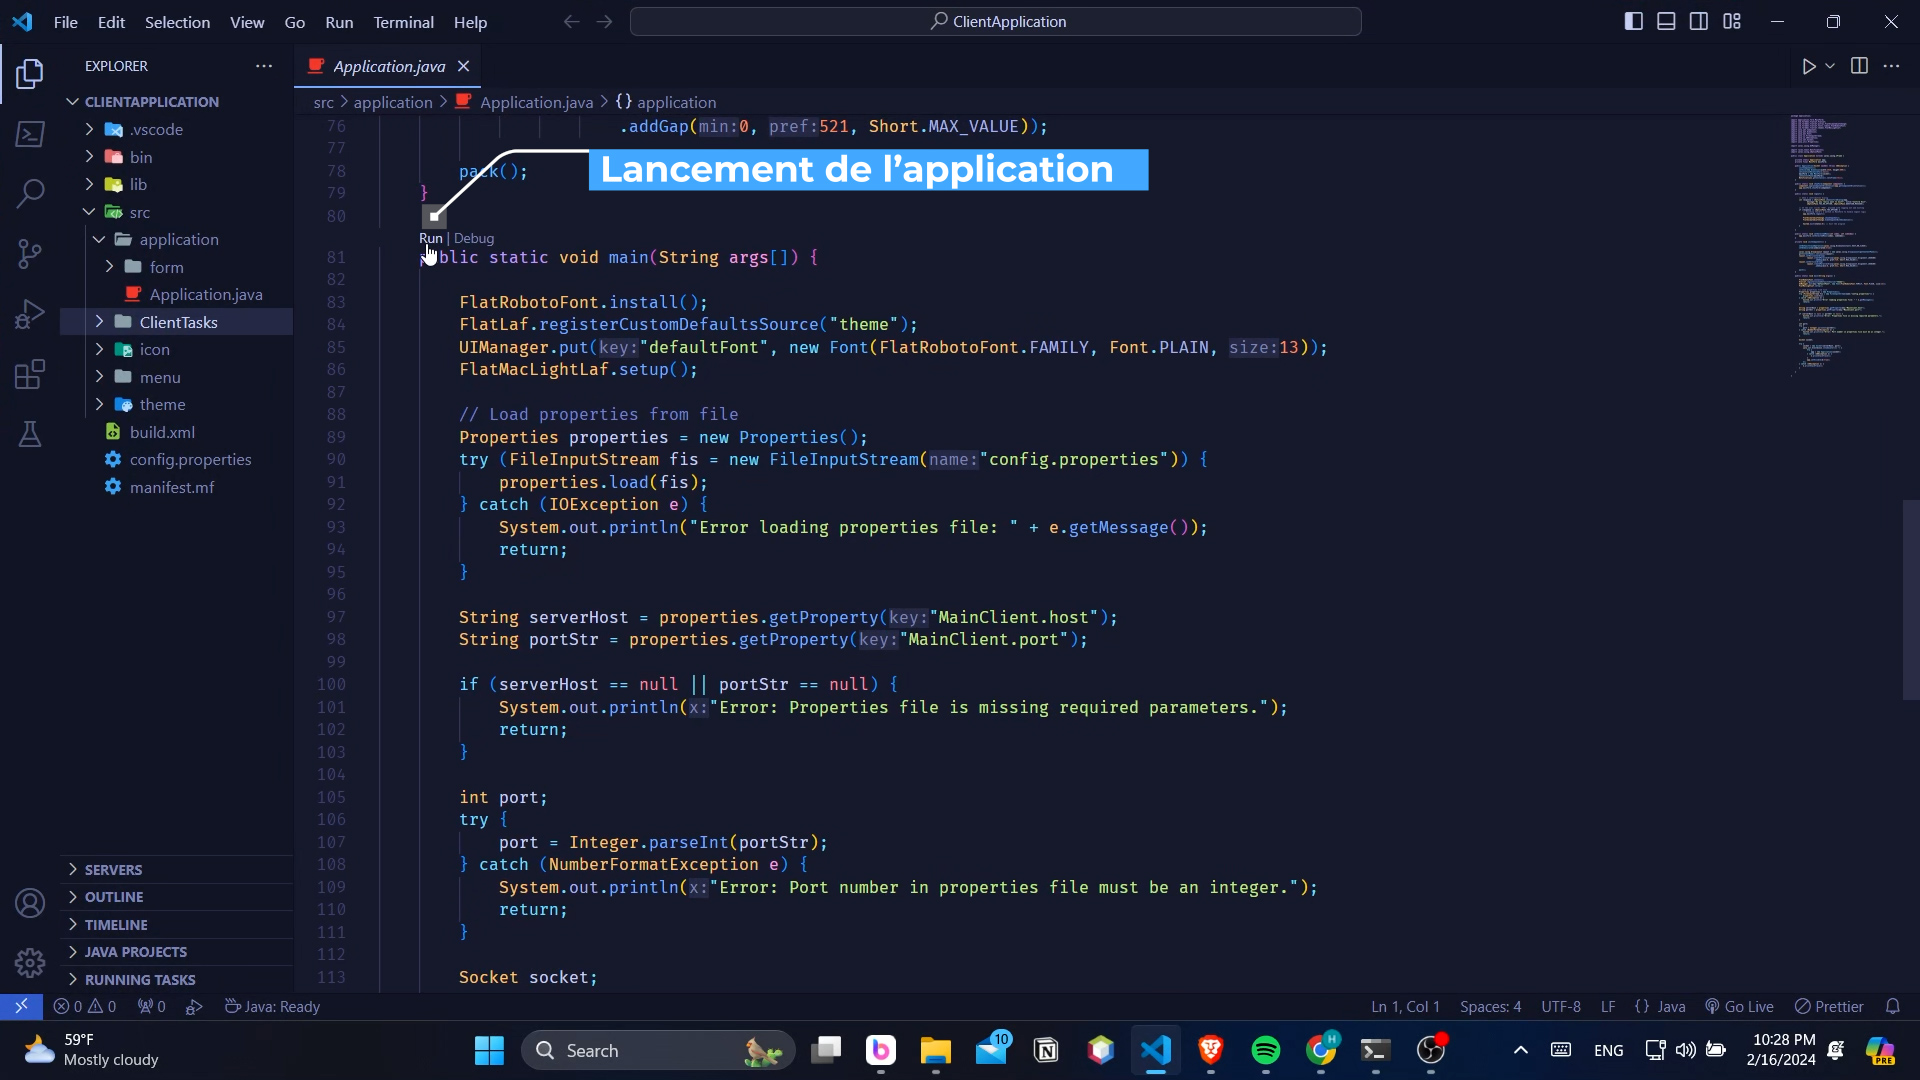 File Edit Selection View Go Run Terminal Help
ClientApplication
EXPLORER
Application.java
CLIENTAPPLICATION
src > application > Application.java > {} application
.vscode
bin
lib
src
application
form
Application.java
ClientTasks
icon
menu
theme
build.xml
config.properties
manifest.mf
SERVERS
OUTLINE
TIMELINE
JAVA PROJECTS
RUNNING TASKS
76 .addGap(min:0, pref:521, Short.MAX_VALUE));
77
78 pack();
Lancement de l’application
79 }
80
Run | Debug
81 public static void main(String args[]) {
82
83 FlatRobotoFont.install();
84 FlatLaf.registerCustomDefaultsSource("theme");
85 UIManager.put(key:"defaultFont", new Font(FlatRobotoFont.FAMILY, Font.PLAIN, size:13));
86 FlatMacLightLaf.setup();
87
88 // Load properties from file
89 Properties properties = new Properties();
90 try (FileInputStream fis = new FileInputStream(name:"config.properties")) {
91 properties.load(fis);
92 } catch (IOException e) {
93 System.out.println("Error loading properties file: " + e.getMessage());
94 return;
95 }
96
97 String serverHost = properties.getProperty(key:"MainClient.host");
98 String portStr = properties.getProperty(key:"MainClient.port");
99
100 if (serverHost == null || portStr == null) {
101 System.out.println(x:"Error: Properties file is missing required parameters.");
102 return;
103 }
104
105 int port;
106 try {
107 port = Integer.parseInt(portStr);
108 } catch (NumberFormatException e) {
109 System.out.println(x:"Error: Port number in properties file must be an integer.");
110 return;
111 }
112
113 Socket socket;
0 0 0 Java: Ready
Ln 1, Col 1 Spaces: 4 UTF-8 LF {} Java Go Live Prettier
59°F
Mostly cloudy
Search
10
H
ENG
10:28 PM
2/16/2024
PRE